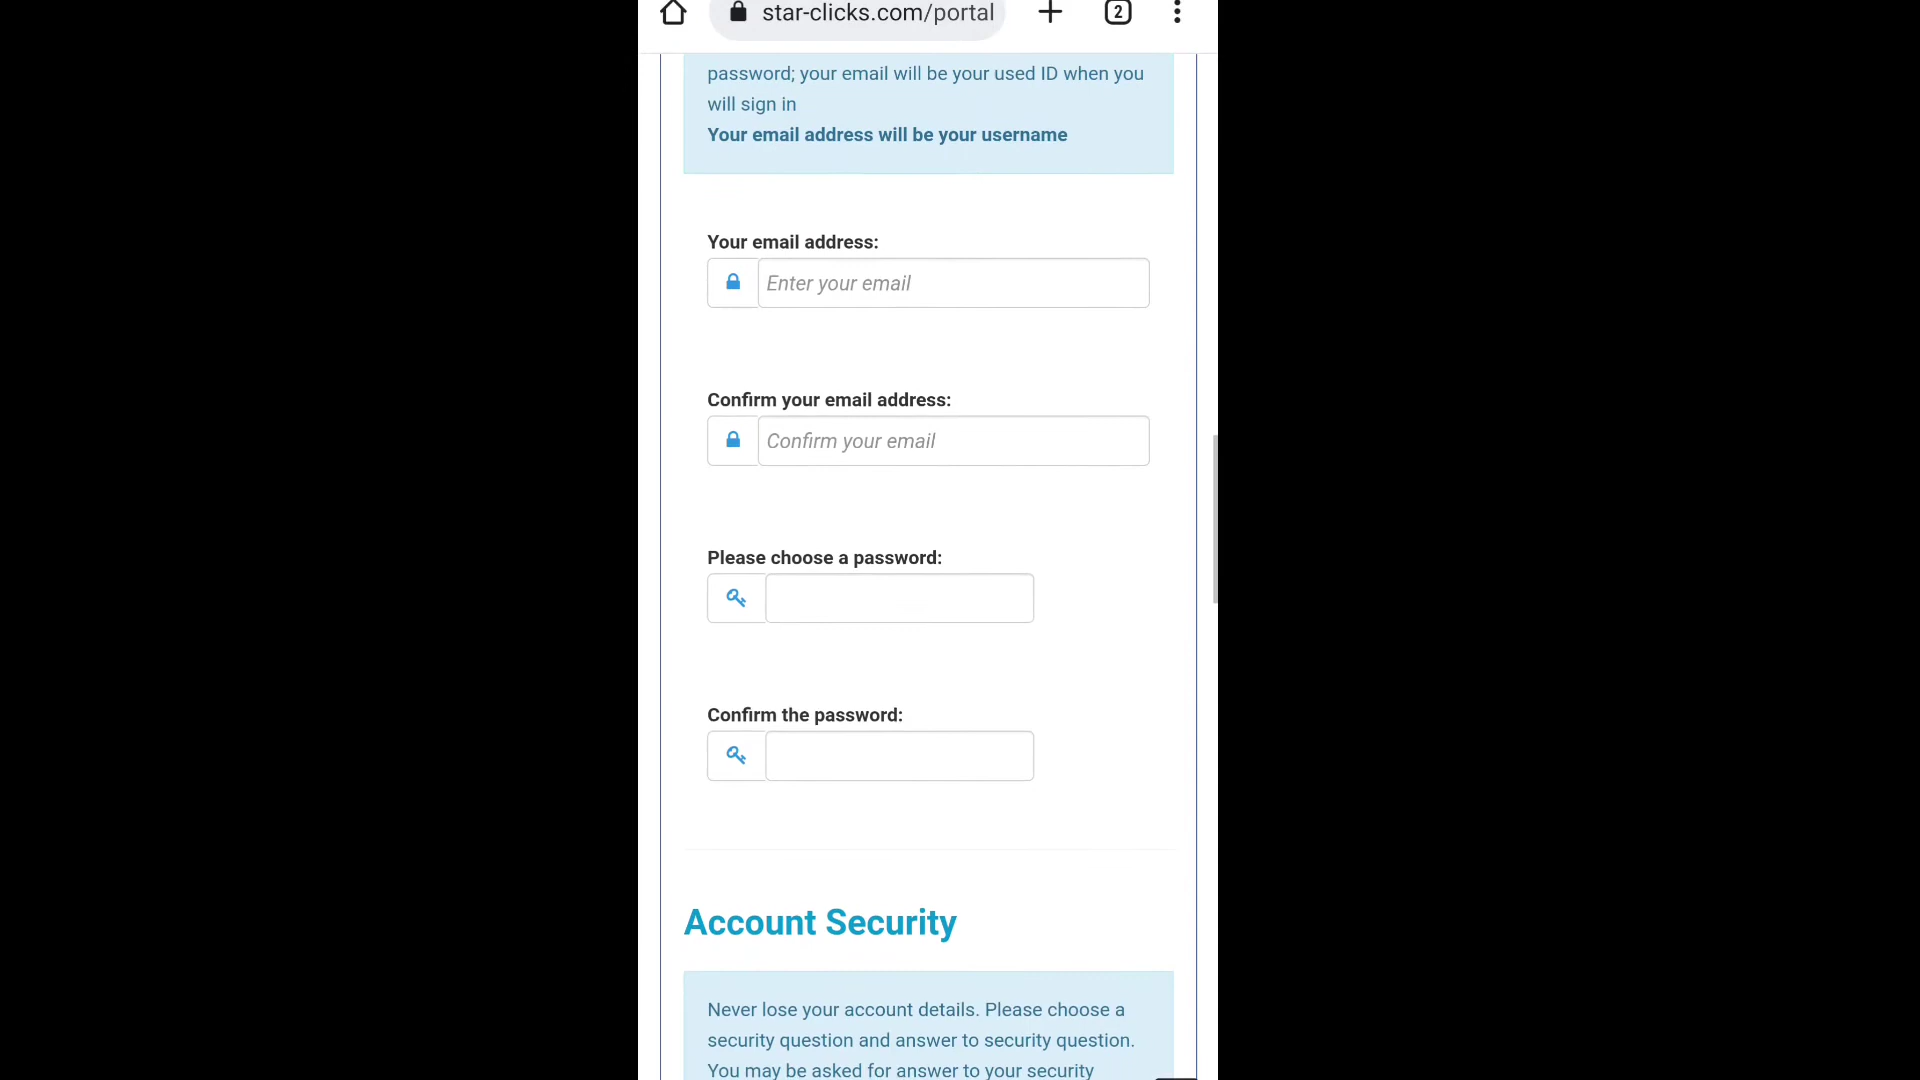 star-clicks.com/portal
2
password; your email will be your used ID when you
will sign in
Your email address will be your username
Your email address:
Enter your email
Confirm your email address:
Confirm your email
Please choose a password:
Confirm the password:
Account Security
Never lose your account details. Please choose a
security question and answer to security question.
You may be asked for answer to your security